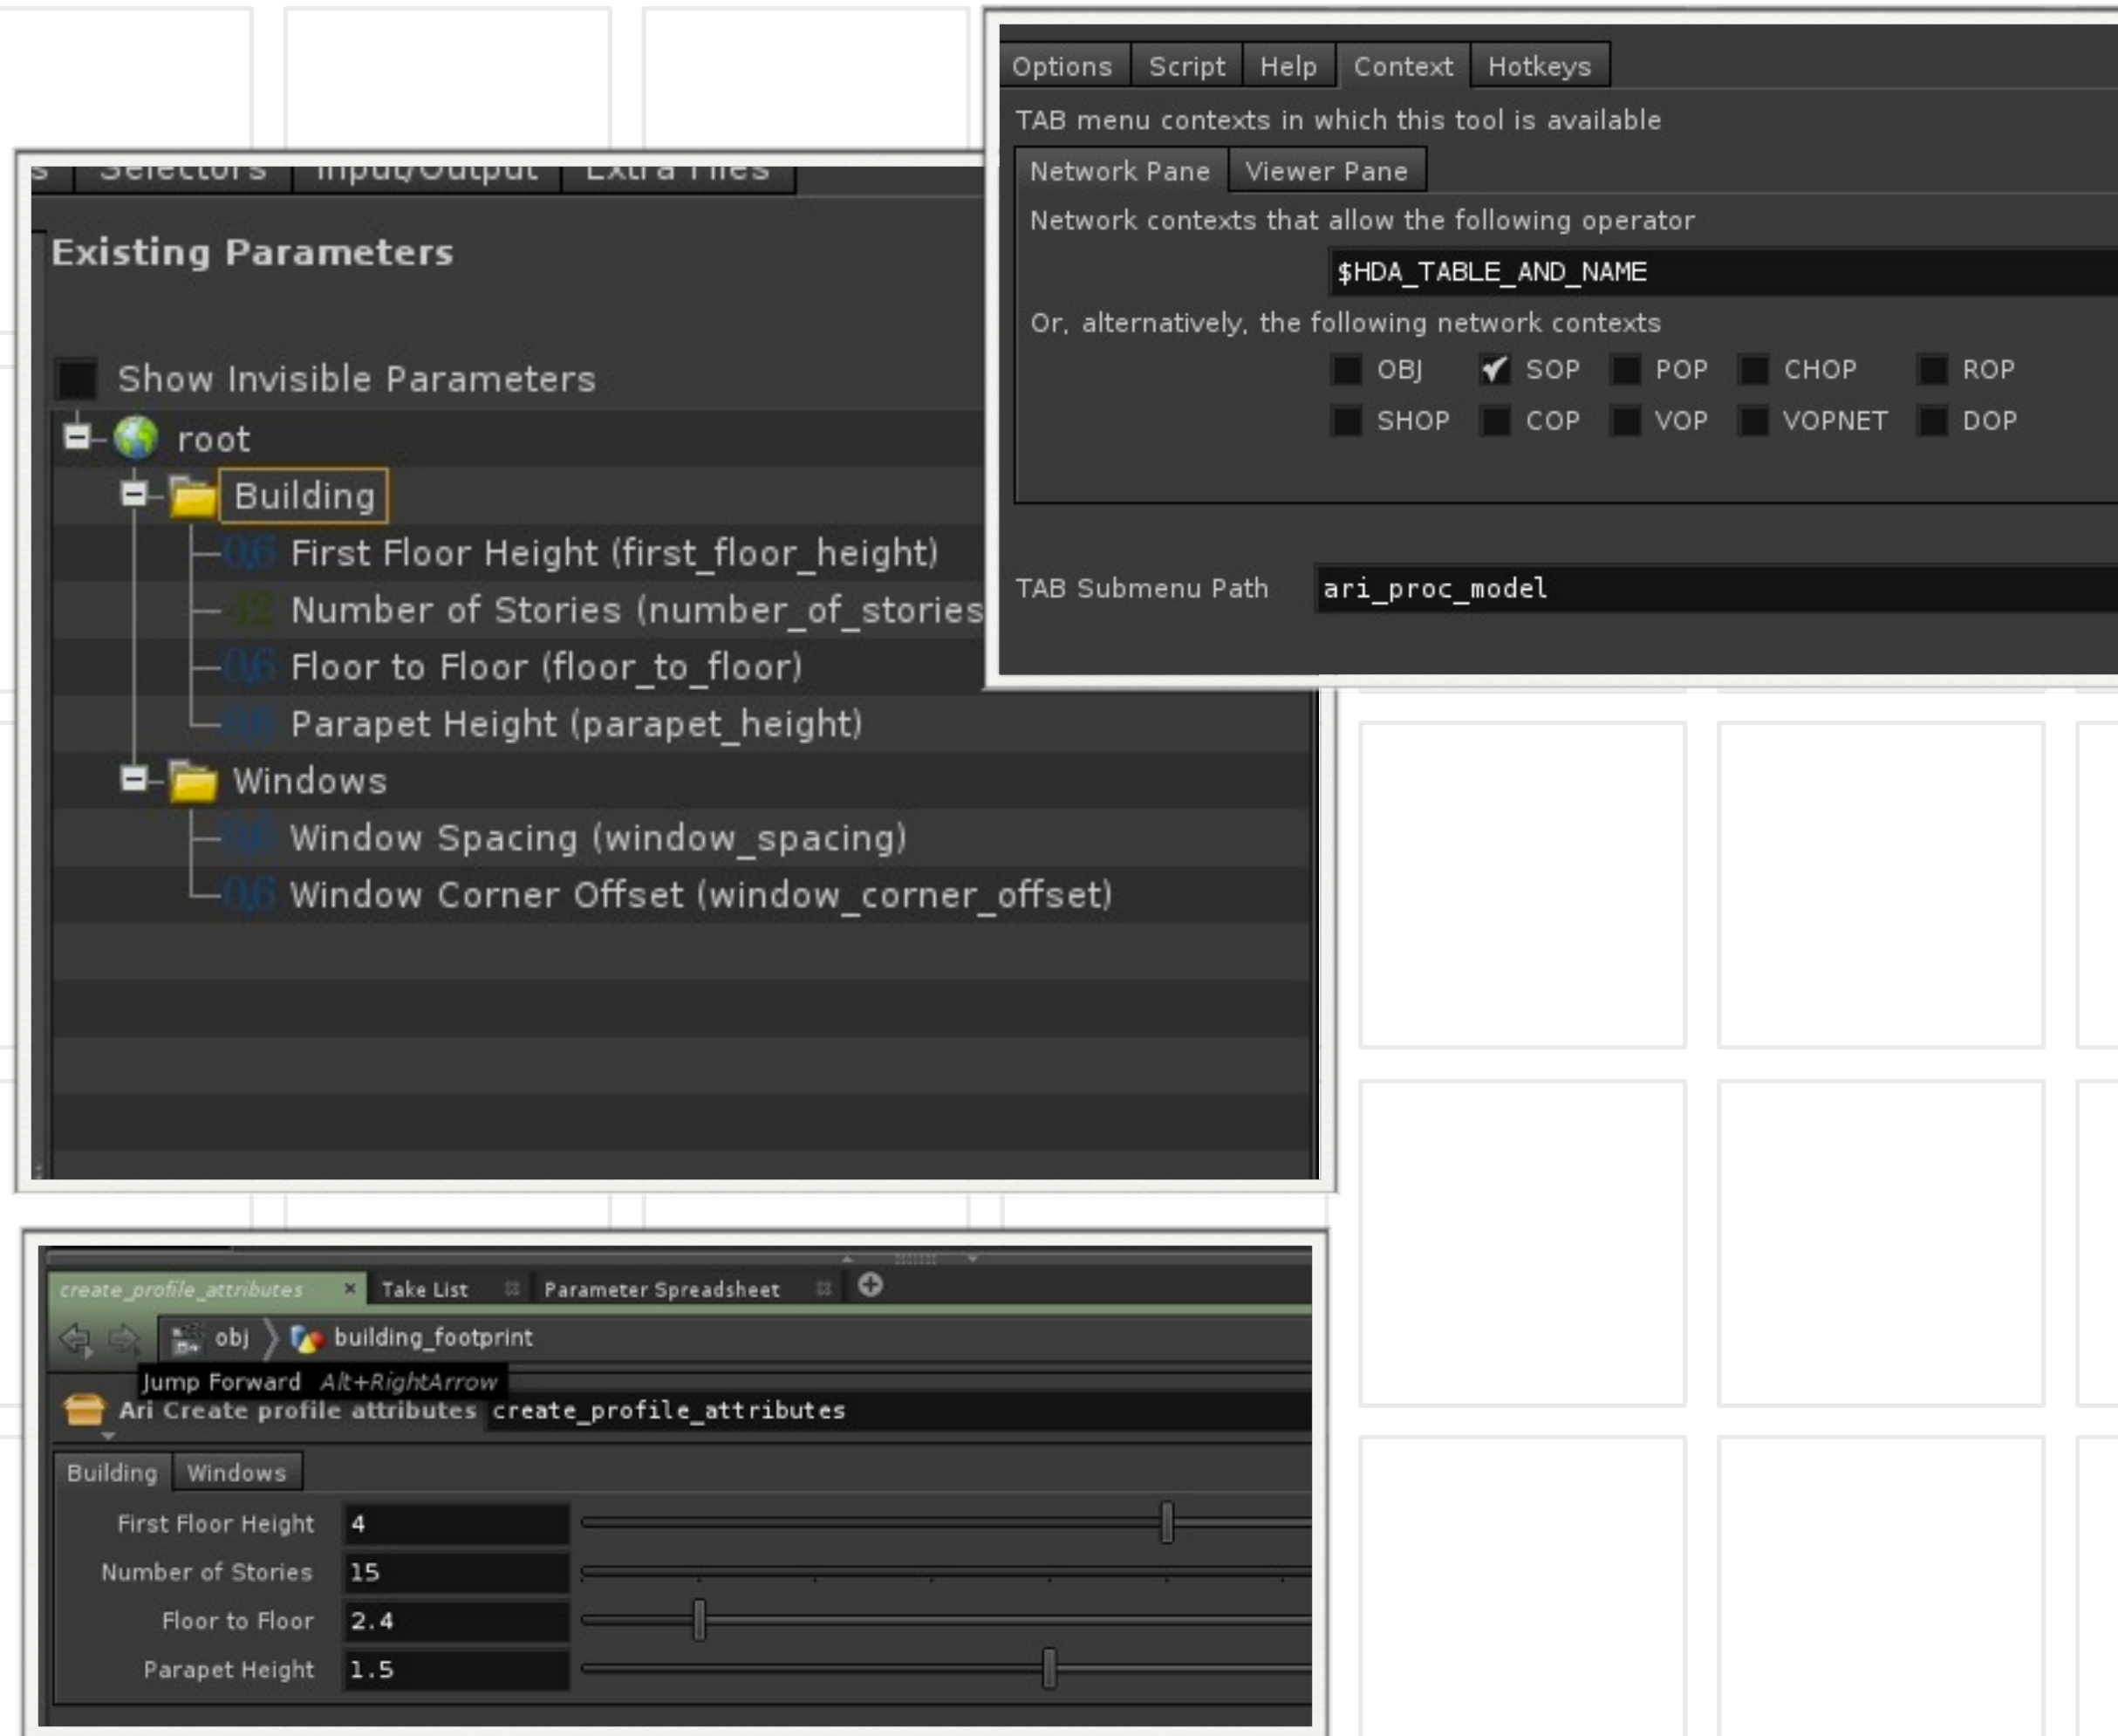 Options Script Help Context Hotkeys
TAB menu contexts in which this tool is available
Network Pane Viewer Pane
Network contexts that allow the following operator
$HDA_TABLE_AND_NAME
Or, alternatively, the following network contexts
OBJ SOP POP CHOP ROP
SHOP COP VOP VOPNET DOP
TAB Submenu Path ari_proc_model
s Selectors Input/Output Extra Files
Existing Parameters
Show Invisible Parameters
root
Building
First Floor Height (first_floor_height)
Number of Stories (number_of_stories
Floor to Floor (floor_to_floor)
Parapet Height (parapet_height)
Windows
Window Spacing (window_spacing)
Window Corner Offset (window_corner_offset)
create_profile_attributes Take List Parameter Spreadsheet
obj building_footprint
Jump Forward Alt+RightArrow
Ari Create profile attributes create_profile_attributes
Building Windows
First Floor Height 4
Number of Stories 15
Floor to Floor 2.4
Parapet Height 1.5